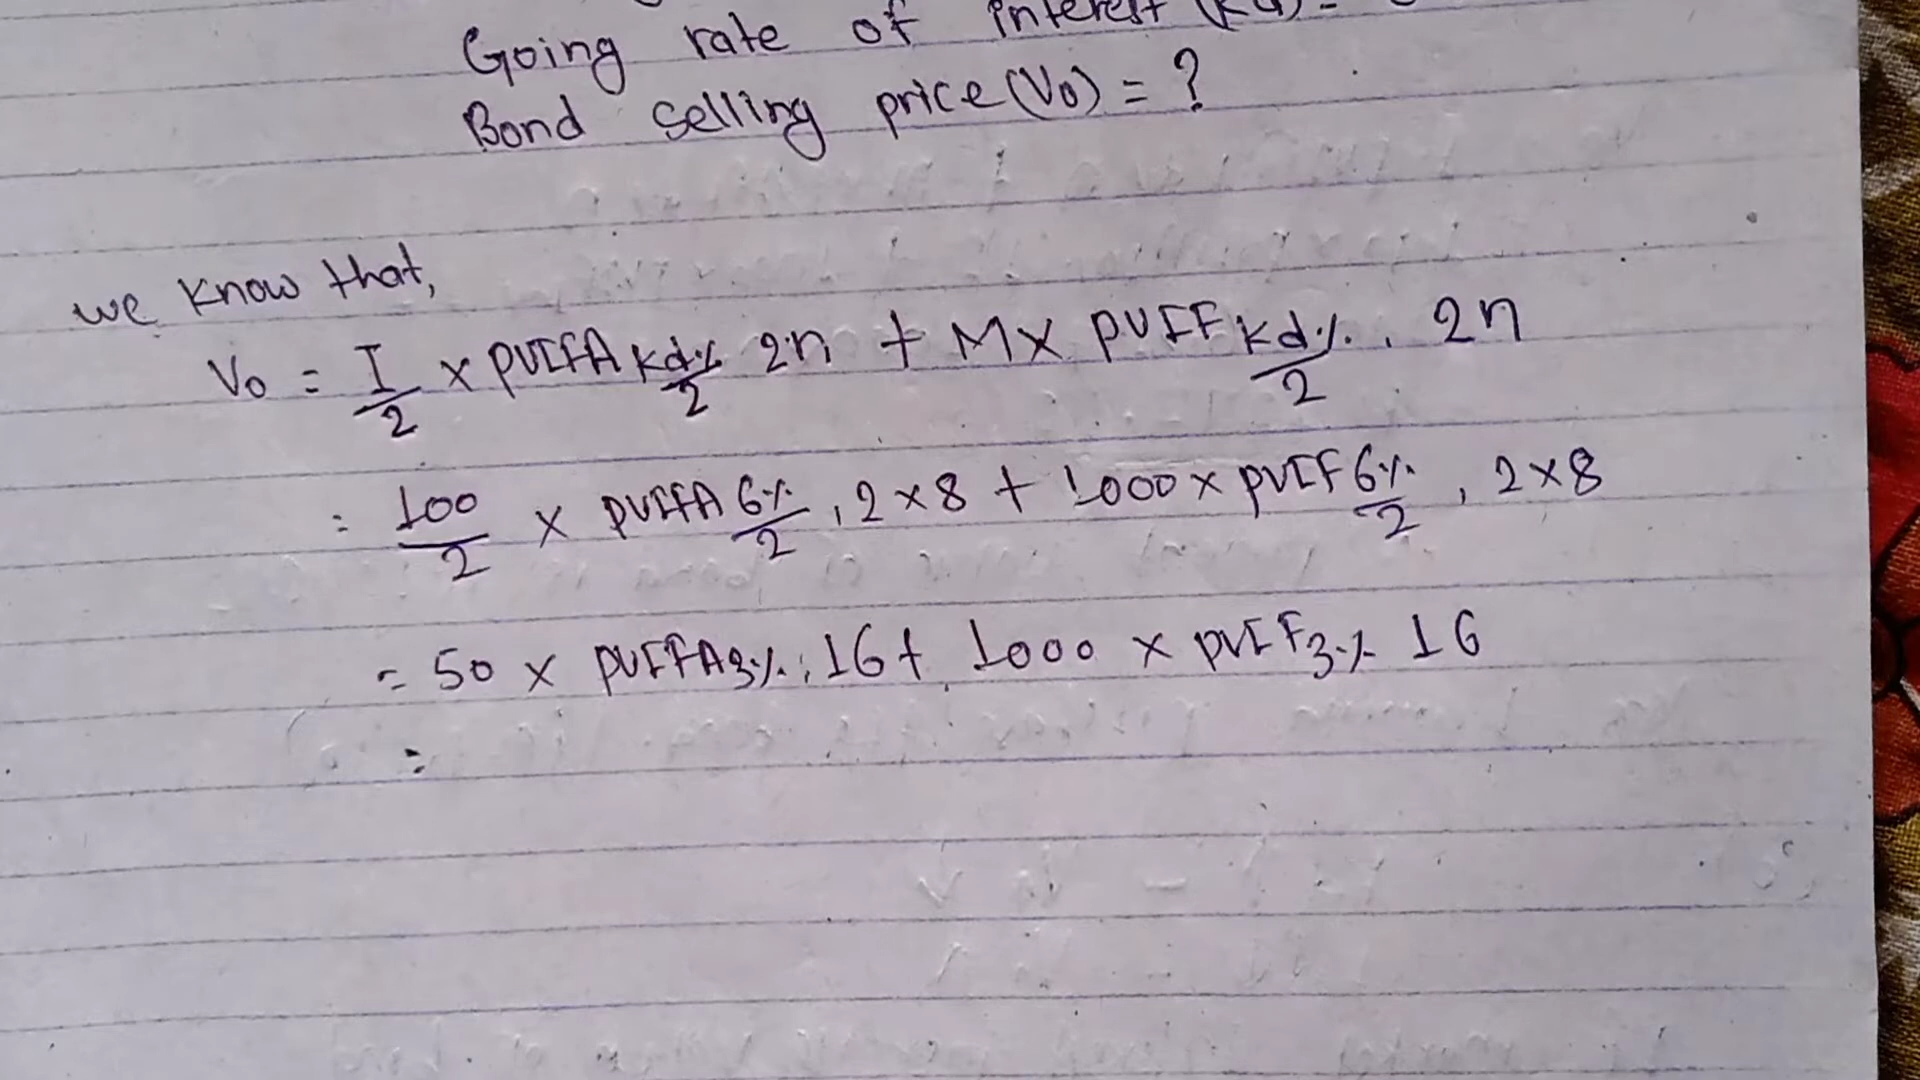 Going rate of interest (Kd) =
Bond selling price (V₀) = ?
we know that,
V₀ = I/2 x PVIFA Kd%/2 2n + M x PVIF Kd%/2, 2n
= 100/2 x PVIFA 6%/2, 2x8 + 1000 x PVIF 6%/2, 2x8
= 50 x PVIFA 3%, 16 + 1000 x PVIF 3% 16
=